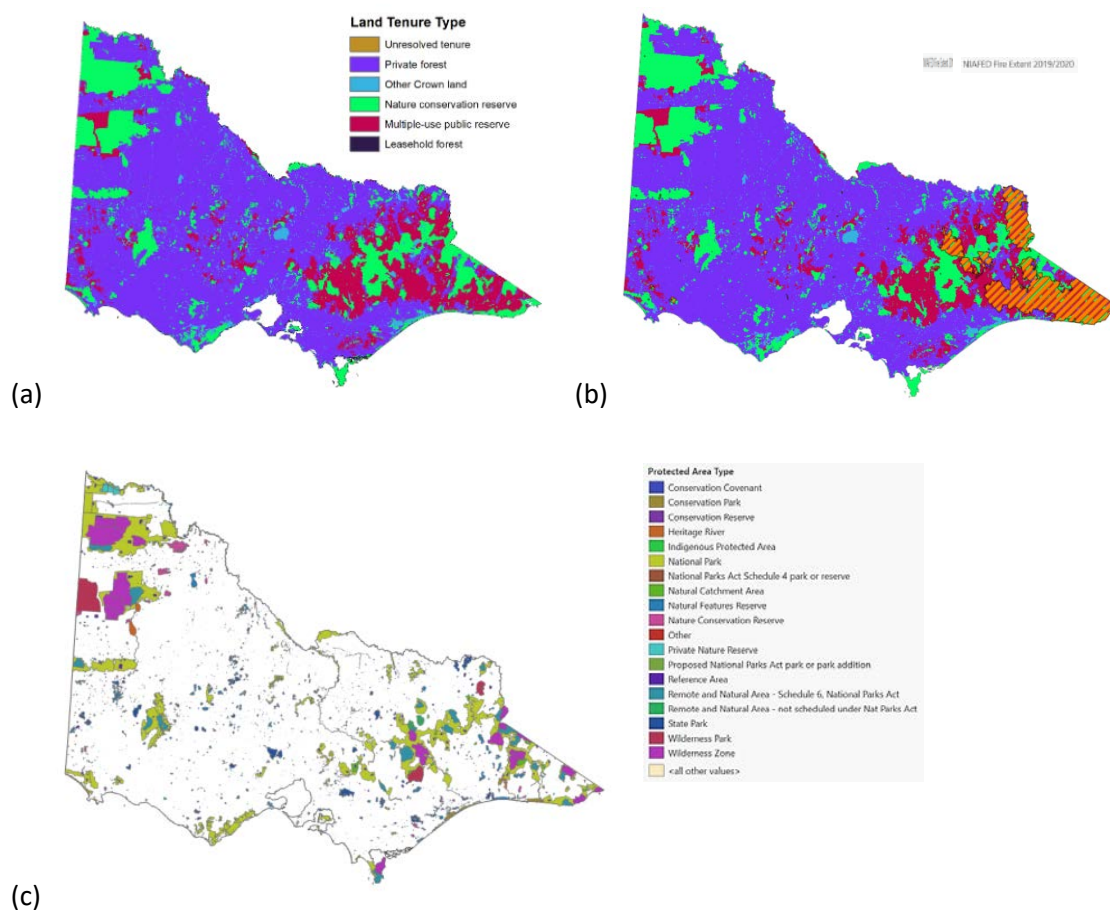 Land Tenure Type
Unresolved tenure
Private forest
Other Crown land
Nature conservation reserve
Multiple-use public reserve
Leasehold forest
(a)
NIAFED Fire Extent 2019/2020
(b)
Protected Area Type
Conservation Covenant
Conservation Park
Conservation Reserve
Heritage River
Indigenous Protected Area
National Park
National Parks Act Schedule 4 park or reserve
Natural Catchment Area
Natural Features Reserve
Nature Conservation Reserve
Other
Private Nature Reserve
Proposed National Parks Act park or park addition
Reference Area
Remote and Natural Area - Schedule 6, National Parks Act
Remote and Natural Area - not scheduled under Nat Parks Act
State Park
Wilderness Park
Wilderness Zone
<all other values>
(c)